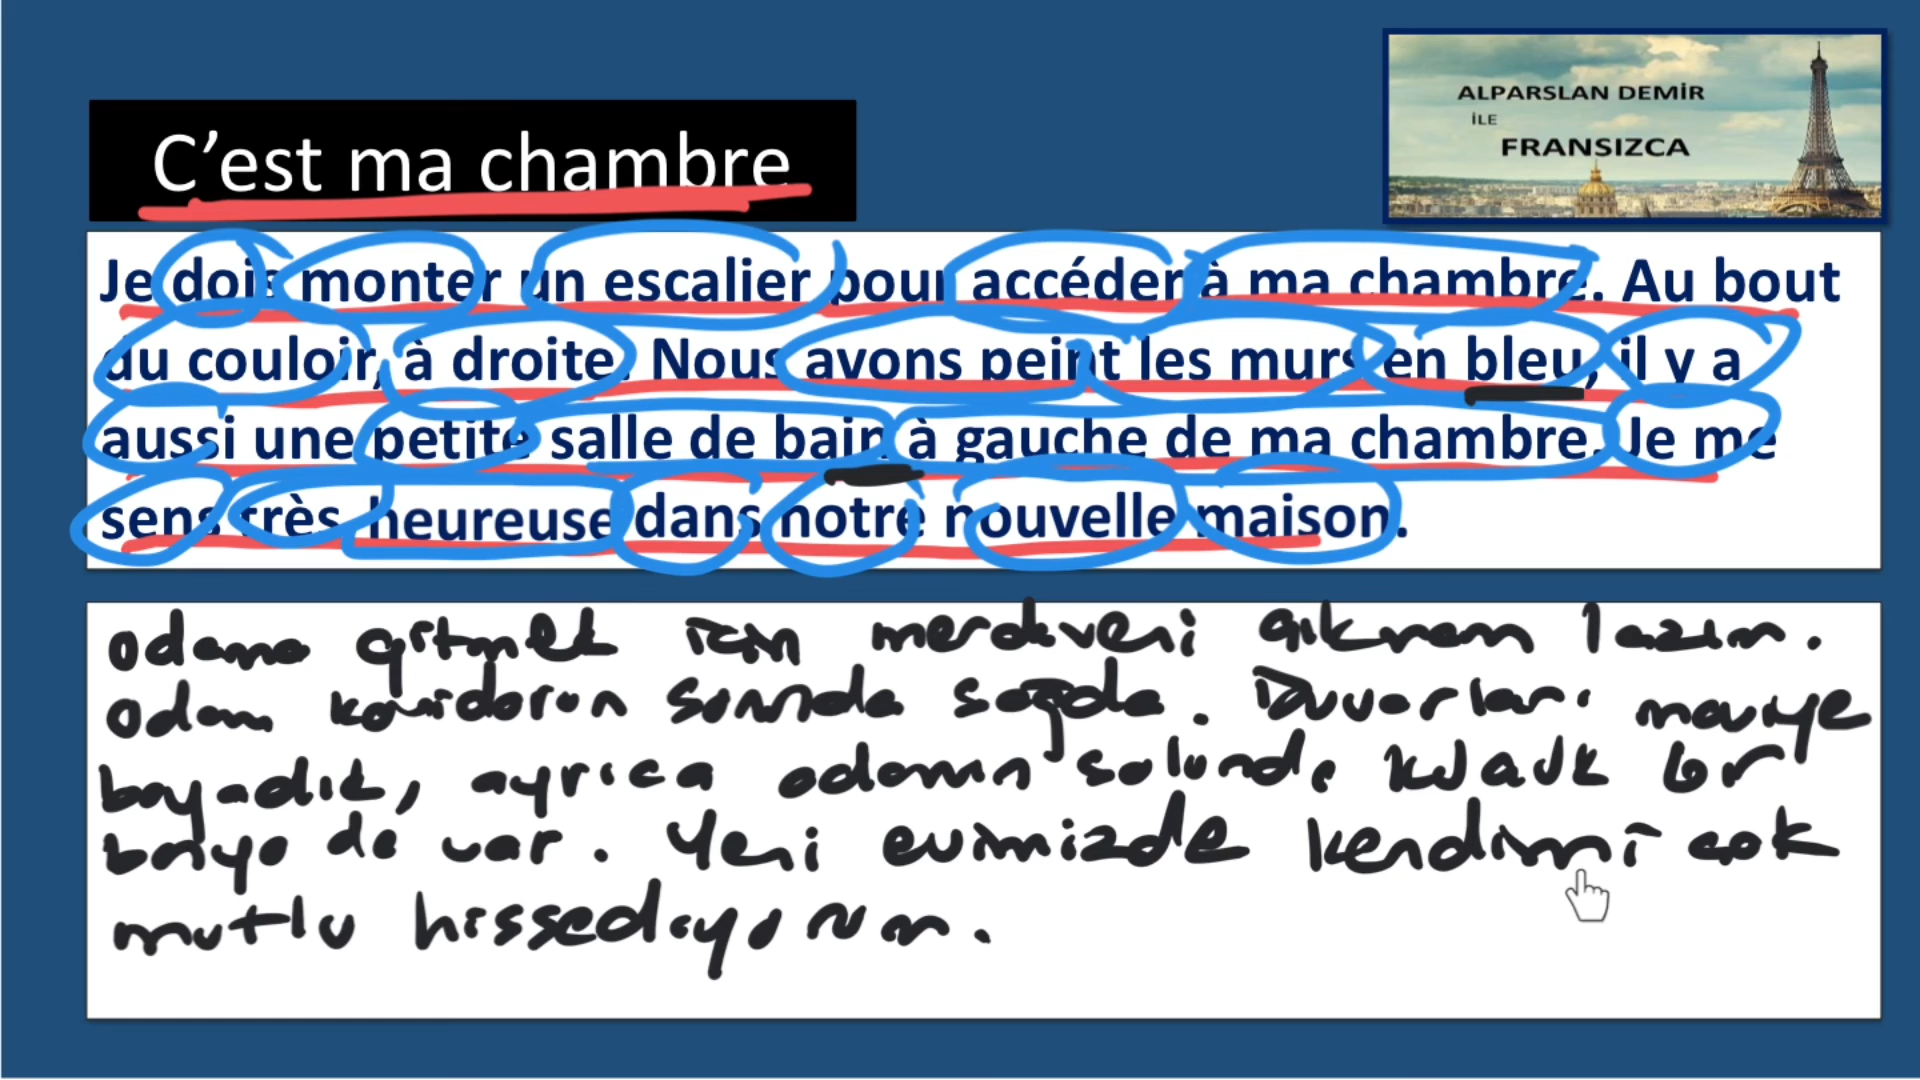 ALPARSLAN DEMİR
İLE
FRANSIZCA
C’est ma chambre
Je dois monter un escalier pour accéder à ma chambre. Au bout
du couloir, à droite. Nous avons peint les murs en bleu, il y a
aussi une petite salle de bain à gauche de ma chambre. Je me
sens très heureuse dans notre nouvelle maison.
odama gitmek için merdiveni çıkmam lazım.
odam koridorun sonunda sağda. Duvarları maviye
boyadık, ayrıca odamın solunda küçük bir
banyo da var. Yeni evimizde kendimi çok
mutlu hissediyorum.